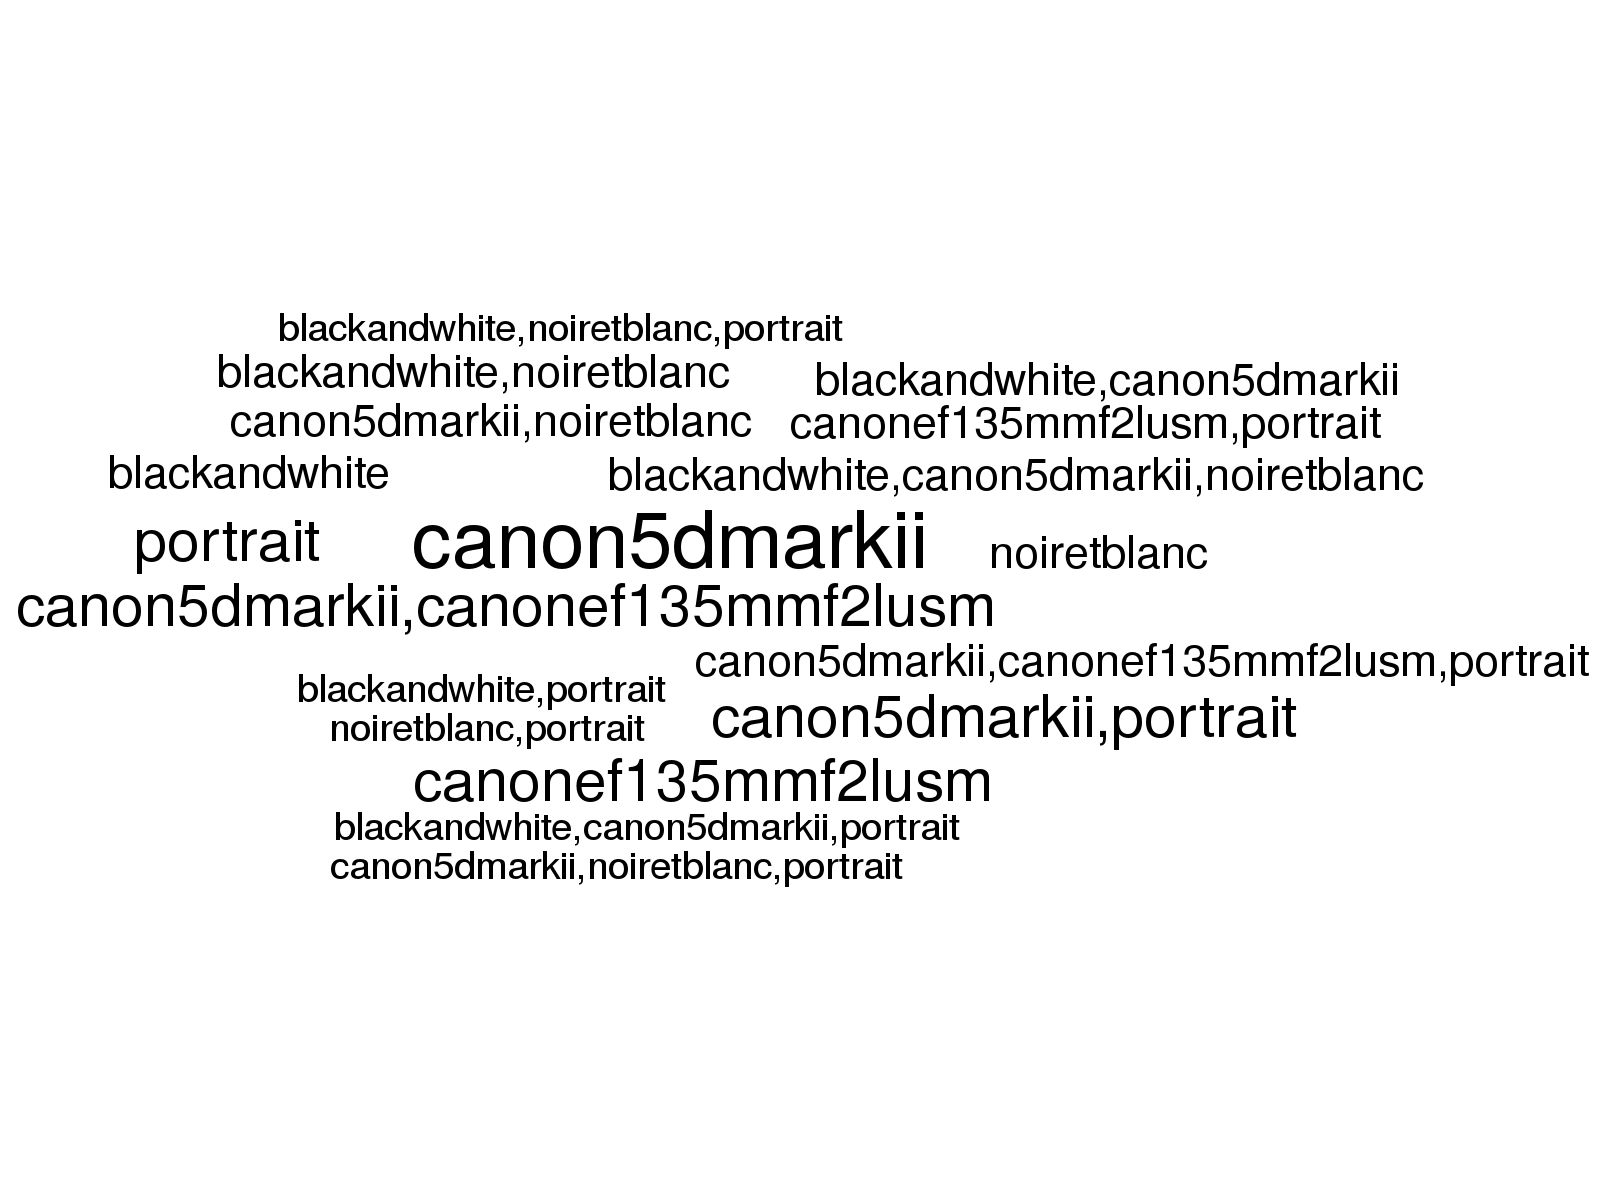 blackandwhite,noiretblanc,portrait
blackandwhite,noiretblanc
blackandwhite,canon5dmarkii
canon5dmarkii,noiretblanc
canonef135mmf2lusm,portrait
blackandwhite
blackandwhite,canon5dmarkii,noiretblanc
portrait
canon5dmarkii
noiretblanc
canon5dmarkii,canonef135mmf2lusm
canon5dmarkii,canonef135mmf2lusm,portrait
blackandwhite,portrait
canon5dmarkii,portrait
noiretblanc,portrait
canonef135mmf2lusm
blackandwhite,canon5dmarkii,portrait
canon5dmarkii,noiretblanc,portrait